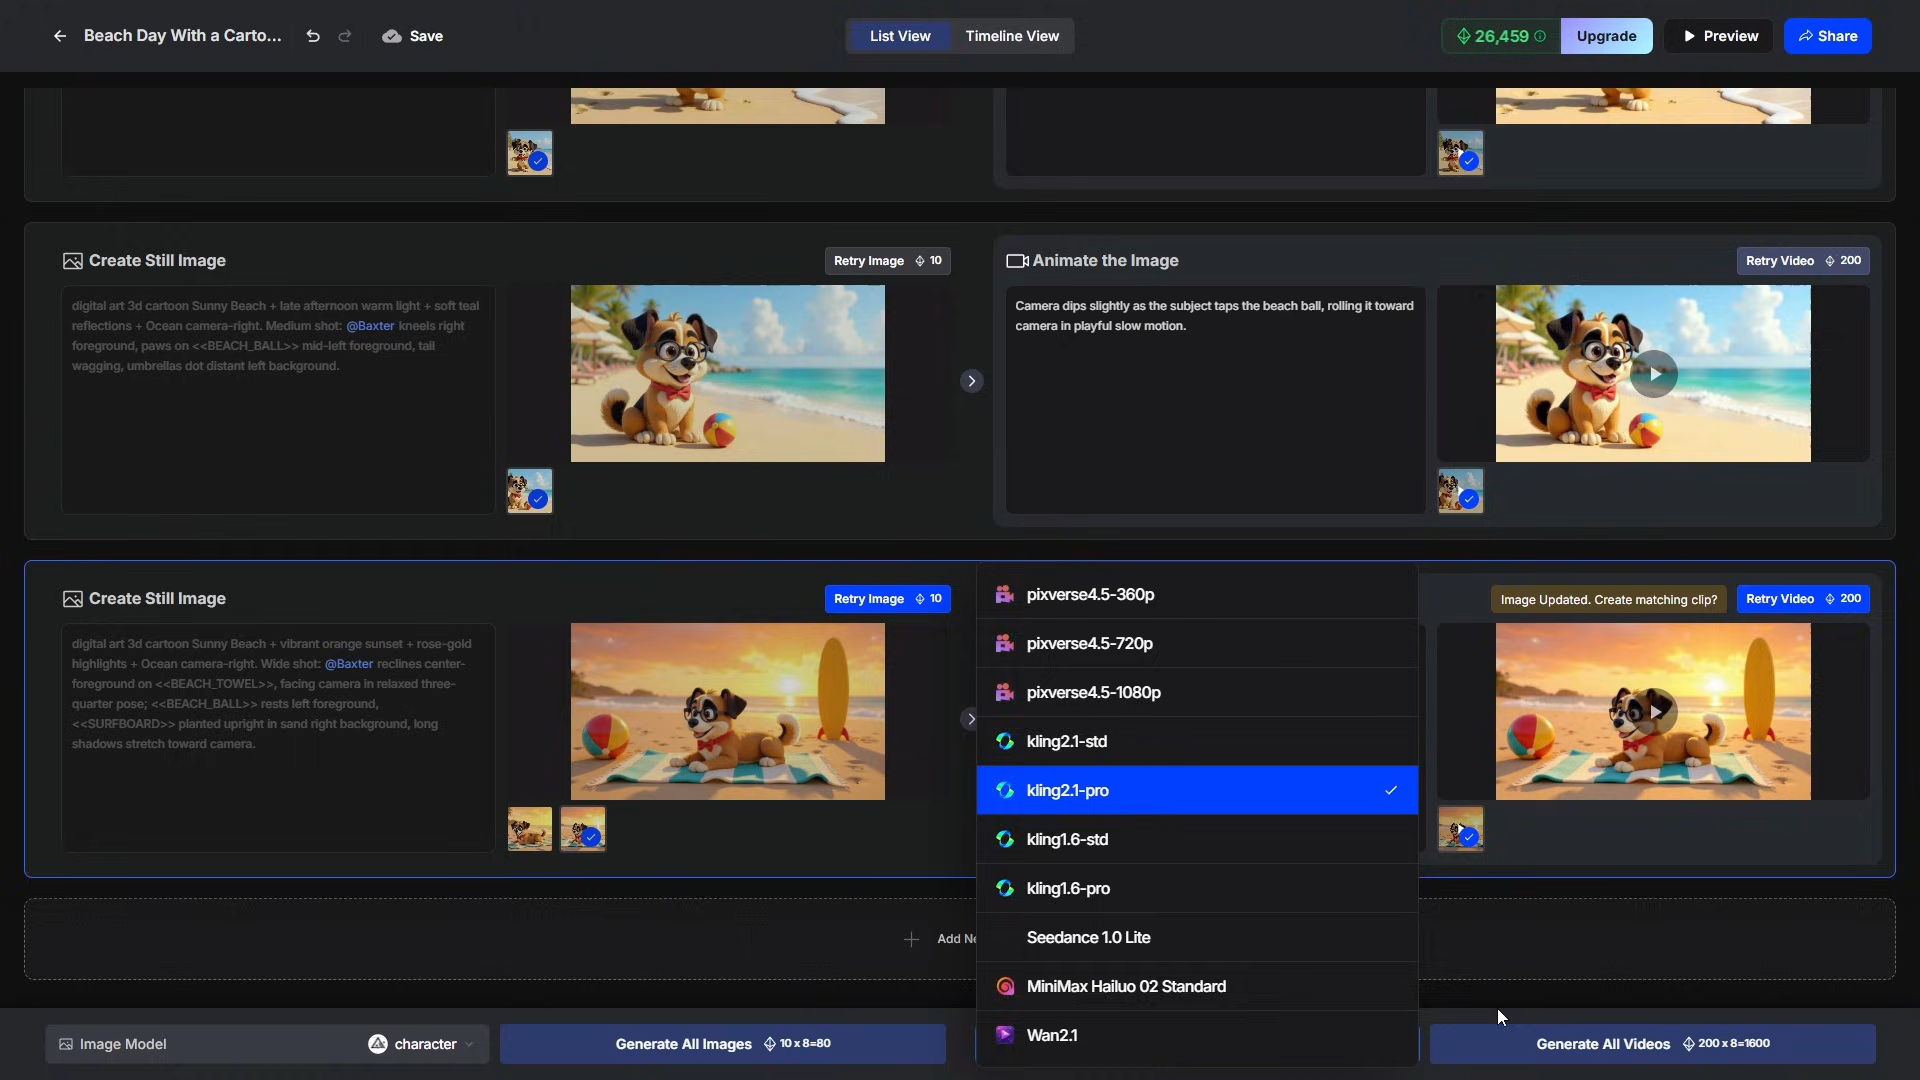 Beach Day With a Carto...
Save
List View
Timeline View
26,459
Upgrade
Preview
Share
Create Still Image
Retry Image 10
digital art 3d cartoon Sunny Beach + late afternoon warm light + soft teal
reflections + Ocean camera-right. Medium shot: @Baxter kneels right
foreground, paws on <<BEACH_BALL>> mid-left foreground, tail
wagging, umbrellas dot distant left background.
Animate the Image
Retry Video 200
Camera dips slightly as the subject taps the beach ball, rolling it toward
camera in playful slow motion.
Create Still Image
Retry Image 10
digital art 3d cartoon Sunny Beach + vibrant orange sunset + rose-gold
highlights + Ocean camera-right. Wide shot: @Baxter reclines center-
foreground on <<BEACH_TOWEL>>, facing camera in relaxed three-
quarter pose; <<BEACH_BALL>> rests left foreground,
<<SURFBOARD>> planted upright in sand right background, long
shadows stretch toward camera.
Image Updated. Create matching clip?
Retry Video 200
pixverse4.5-360p
pixverse4.5-720p
pixverse4.5-1080p
kling2.1-std
kling2.1-pro
kling1.6-std
kling1.6-pro
Seedance 1.0 Lite
MiniMax Hailuo 02 Standard
Wan2.1
Add Ne
Image Model
character
Generate All Images 10 x 8=80
Generate All Videos 200 x 8=1600